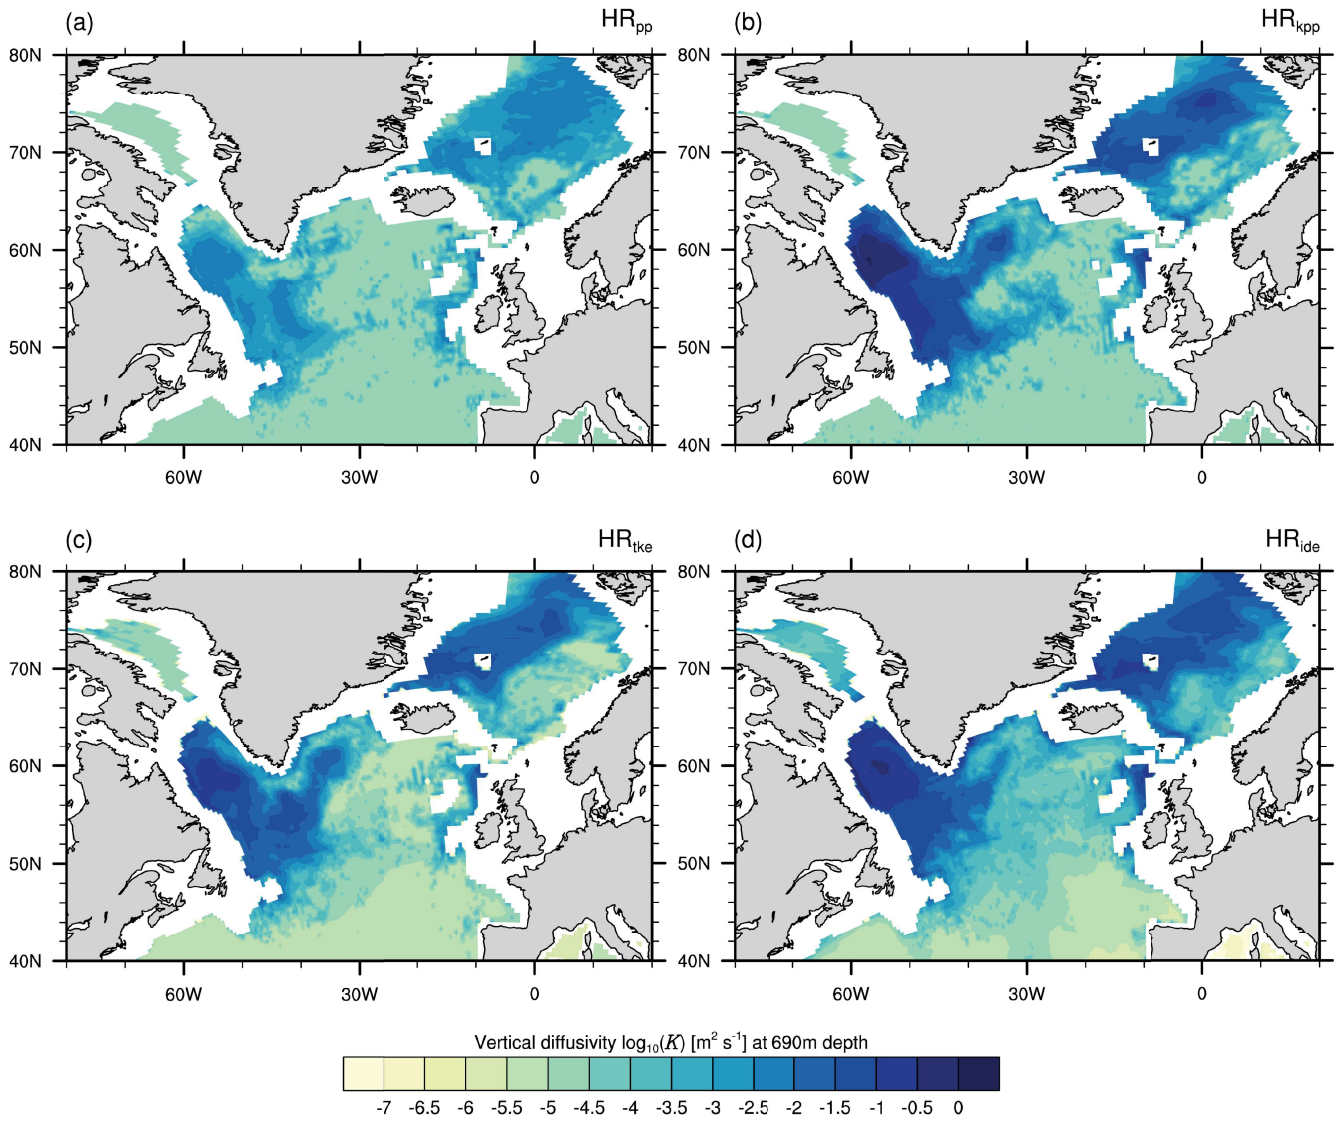 (a) HRpp
(b) HRkpp
80N
70N
60N
50N
40N
60W 30W 0
80N
70N
60N
50N
40N
60W 30W 0
(c) HRtke
(d) HRide
80N
70N
60N
50N
40N
60W 30W 0
80N
70N
60N
50N
40N
60W 30W 0
Vertical diffusivity log₁₀(K) [m² s⁻¹] at 690m depth
-7 -6.5 -6 -5.5 -5 -4.5 -4 -3.5 -3 -2.5 -2 -1.5 -1 -0.5 0